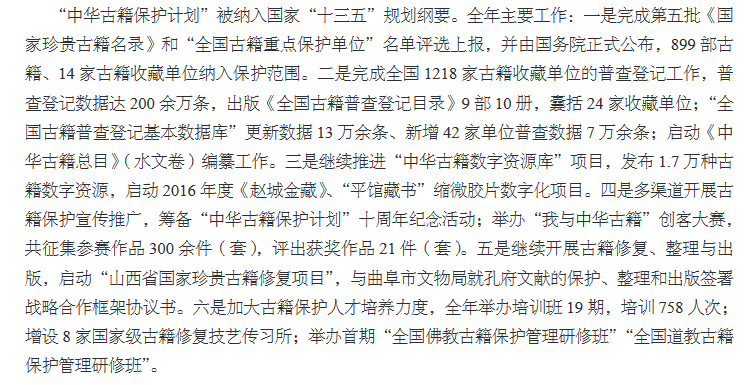 “中华古籍保护计划”被纳入国家“十三五”规划纲要。全年主要工作：一是完成第五批《国
家珍贵古籍名录》和“全国古籍重点保护单位”名单评选上报，并由国务院正式公布，899 部古
籍、14 家古籍收藏单位纳入保护范围。二是完成全国 1218 家古籍收藏单位的普查登记工作，普
查登记数据达 200 余万条，出版《全国古籍普查登记目录》9 部 10 册，囊括 24 家收藏单位；“全
国古籍普查登记基本数据库”更新数据 13 万余条、新增 42 家单位普查数据 7 万余条；启动《中
华古籍总目》（水文卷）编纂工作。三是继续推进“中华古籍数字资源库”项目，发布 1.7 万种古
籍数字资源，启动 2016 年度《赵城金藏》、“平馆藏书”缩微胶片数字化项目。四是多渠道开展古
籍保护宣传推广，筹备“中华古籍保护计划”十周年纪念活动；举办“我与中华古籍”创客大赛，
共征集参赛作品 300 余件（套），评出获奖作品 21 件（套）。五是继续开展古籍修复、整理与出
版，启动“山西省国家珍贵古籍修复项目”，与曲阜市文物局就孔府文献的保护、整理和出版签署
战略合作框架协议书。六是加大古籍保护人才培养力度，全年举办培训班 19 期，培训 758 人次；
增设 8 家国家级古籍修复技艺传习所；举办首期“全国佛教古籍保护管理研修班”“全国道教古籍
保护管理研修班”。